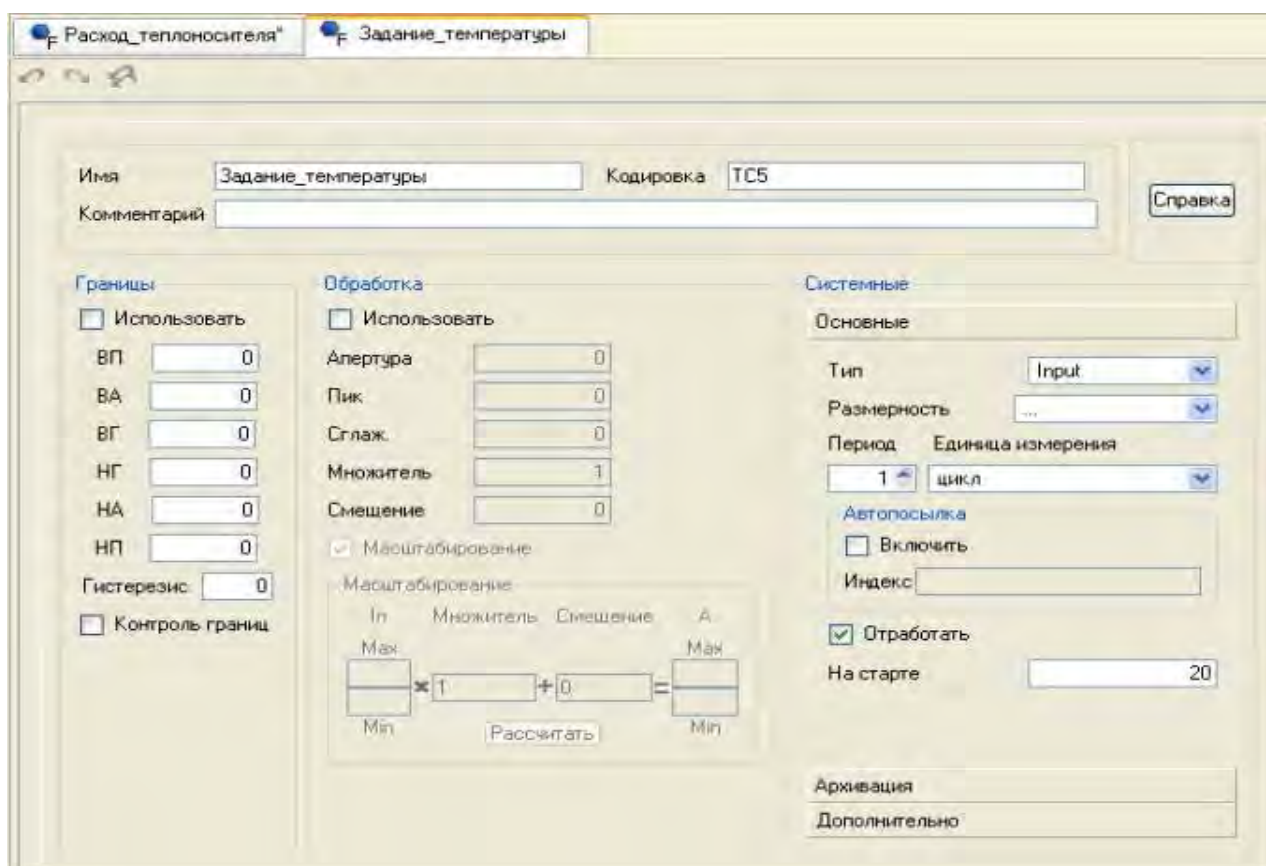 Расход_теплоносителя* Задание_температуры
Имя Задание_температуры Кодировка TC5
Комментарий
Справка
Границы
Использовать
ВП 0
ВА 0
ВГ 0
НГ 0
НА 0
НП 0
Гистерезис 0
Контроль границ
Обработка
Использовать
Апертура 0
Пик 0
Сглаж. 0
Множитель 1
Смещение 0
Масштабирование
Масштабирование
In Множитель Смещение A
Max Max
× 1 + 0 =
Min Рассчитать Min
Системные
Основные
Тип Input
Размерность ...
Период Единица измерения
1 цикл
Автопосылка
Включить
Индекс
Отработать
На старте 20
Архивация
Дополнительно